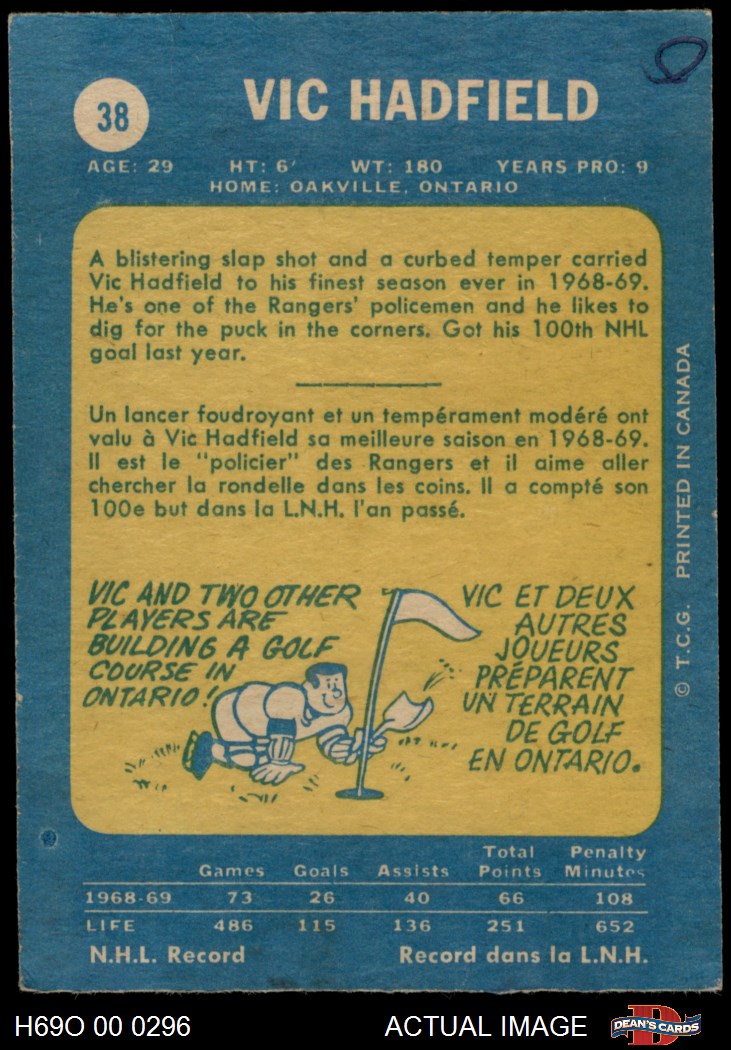 38
VIC HADFIELD
AGE: 29 HT: 6' WT: 180 YEARS PRO: 9
HOME: OAKVILLE, ONTARIO
A blistering slap shot and a curbed temper carried
Vic Hadfield to his finest season ever in 1968-69.
He's one of the Rangers' policemen and he likes to
dig for the puck in the corners. Got his 100th NHL
goal last year.
Un lancer foudroyant et un tempérament modéré ont
valu à Vic Hadfield sa meilleure saison en 1968-69.
Il est le "policier" des Rangers et il aime aller
chercher la rondelle dans les coins. Il a compté son
100e but dans la L.N.H. l'an passé.
VIC AND TWO OTHER
PLAYERS ARE
BUILDING A GOLF
COURSE IN
ONTARIO!
VIC ET DEUX
AUTRES
JOUEURS
PRÉPARENT
UN TERRAIN
DE GOLF
EN ONTARIO.
© T.C.G. PRINTED IN CANADA
Total Penalty
Games Goals Assists Points Minutes
1968-69 73 26 40 66 108
LIFE 486 115 136 251 652
N.H.L. Record Record dans la L.N.H.
H69O 00 0296 ACTUAL IMAGE
D
DEAN'S CARDS